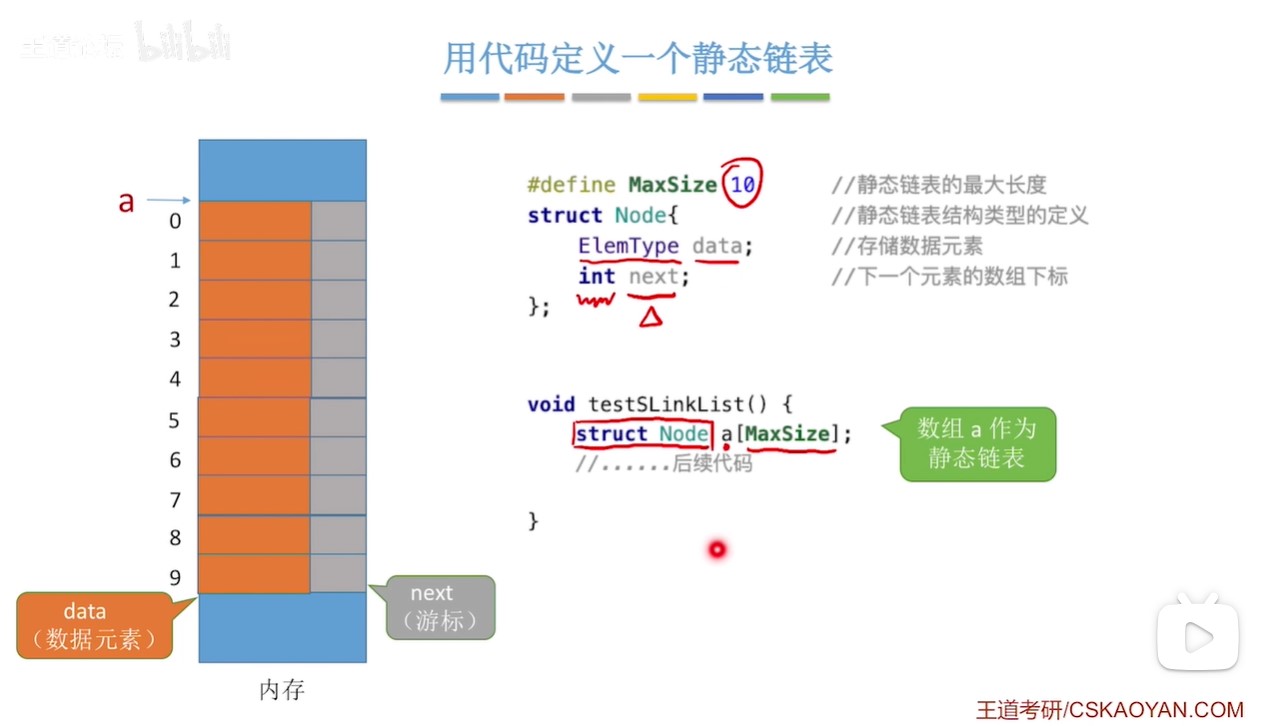 bilibili
用代码定义一个静态链表
#define MaxSize 10 //静态链表的最大长度
struct Node{ //静态链表结构类型的定义
ElemType data; //存储数据元素
int next; //下一个元素的数组下标
};
void testSLinkList() {
struct Node a[MaxSize];
//......后续代码
}
数组 a 作为
静态链表
a
0
1
2
3
4
5
6
7
8
9
data
（数据元素）
next
（游标）
内存
王道考研/CSKAOYAN.COM